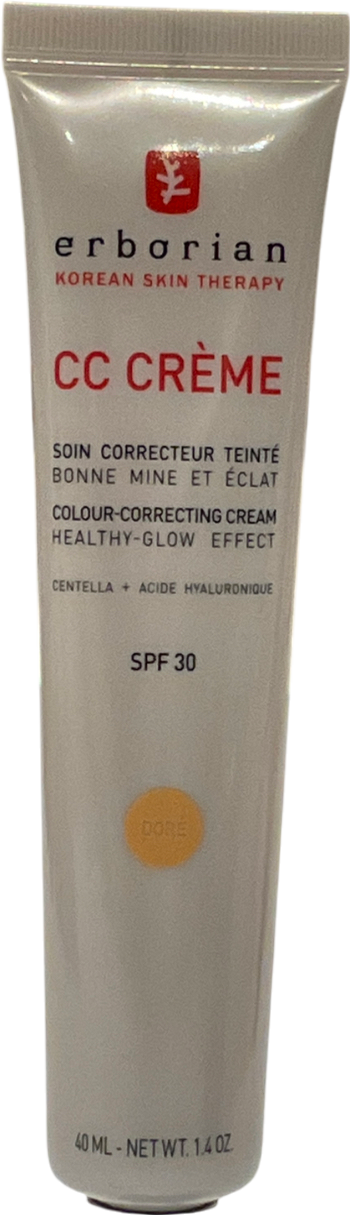 erborian
KOREAN SKIN THERAPY
CC CRÈME
SOIN CORRECTEUR TEINTÉ
BONNE MINE ET ÉCLAT
COLOUR-CORRECTING CREAM
HEALTHY-GLOW EFFECT
CENTELLA + ACIDE HYALURONIQUE
SPF 30
DORÉ
40 ML - NET WT. 1.4 OZ.